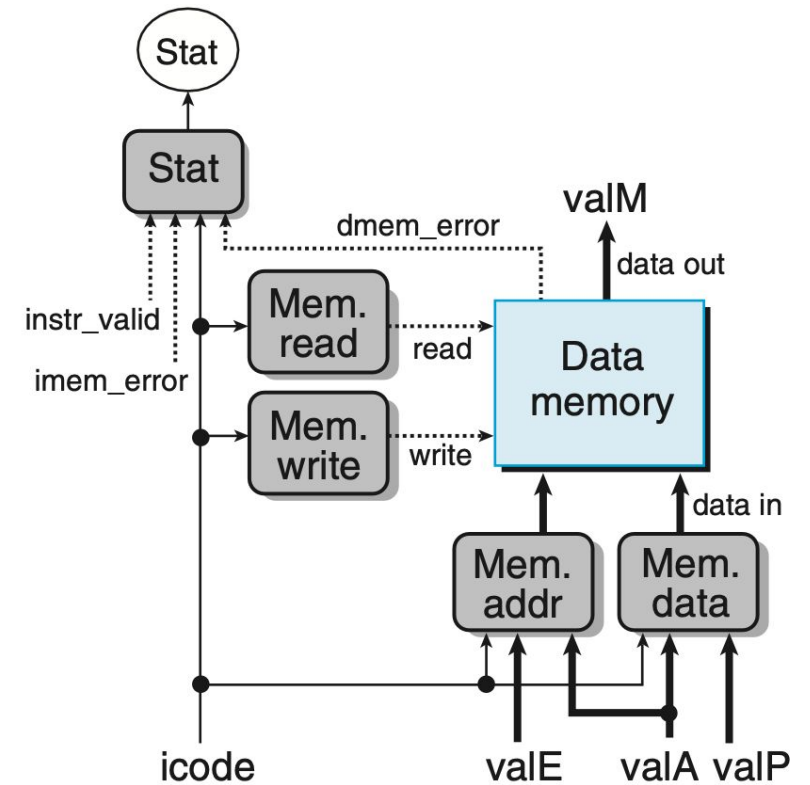 Stat
Stat
valM
dmem_error
data out
instr_valid
Mem.
read
read
Data
memory
imem_error
Mem.
write
write
data in
Mem.
addr
Mem.
data
icode
valE
valA
valP